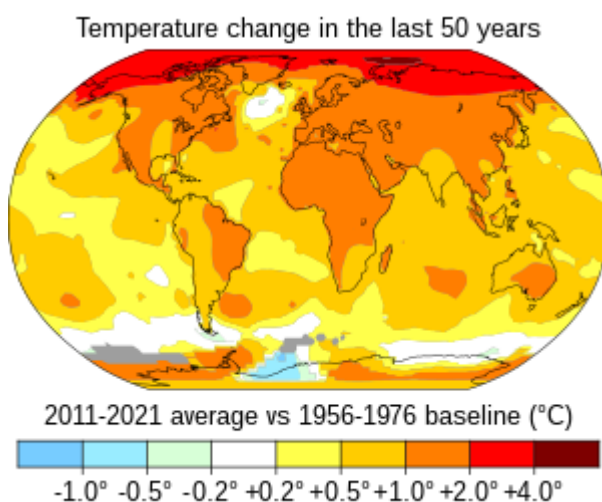 Temperature change in the last 50 years
2011-2021 average vs 1956-1976 baseline (°C)
-1.0° -0.5° -0.2° +0.2° +0.5° +1.0° +2.0° +4.0°